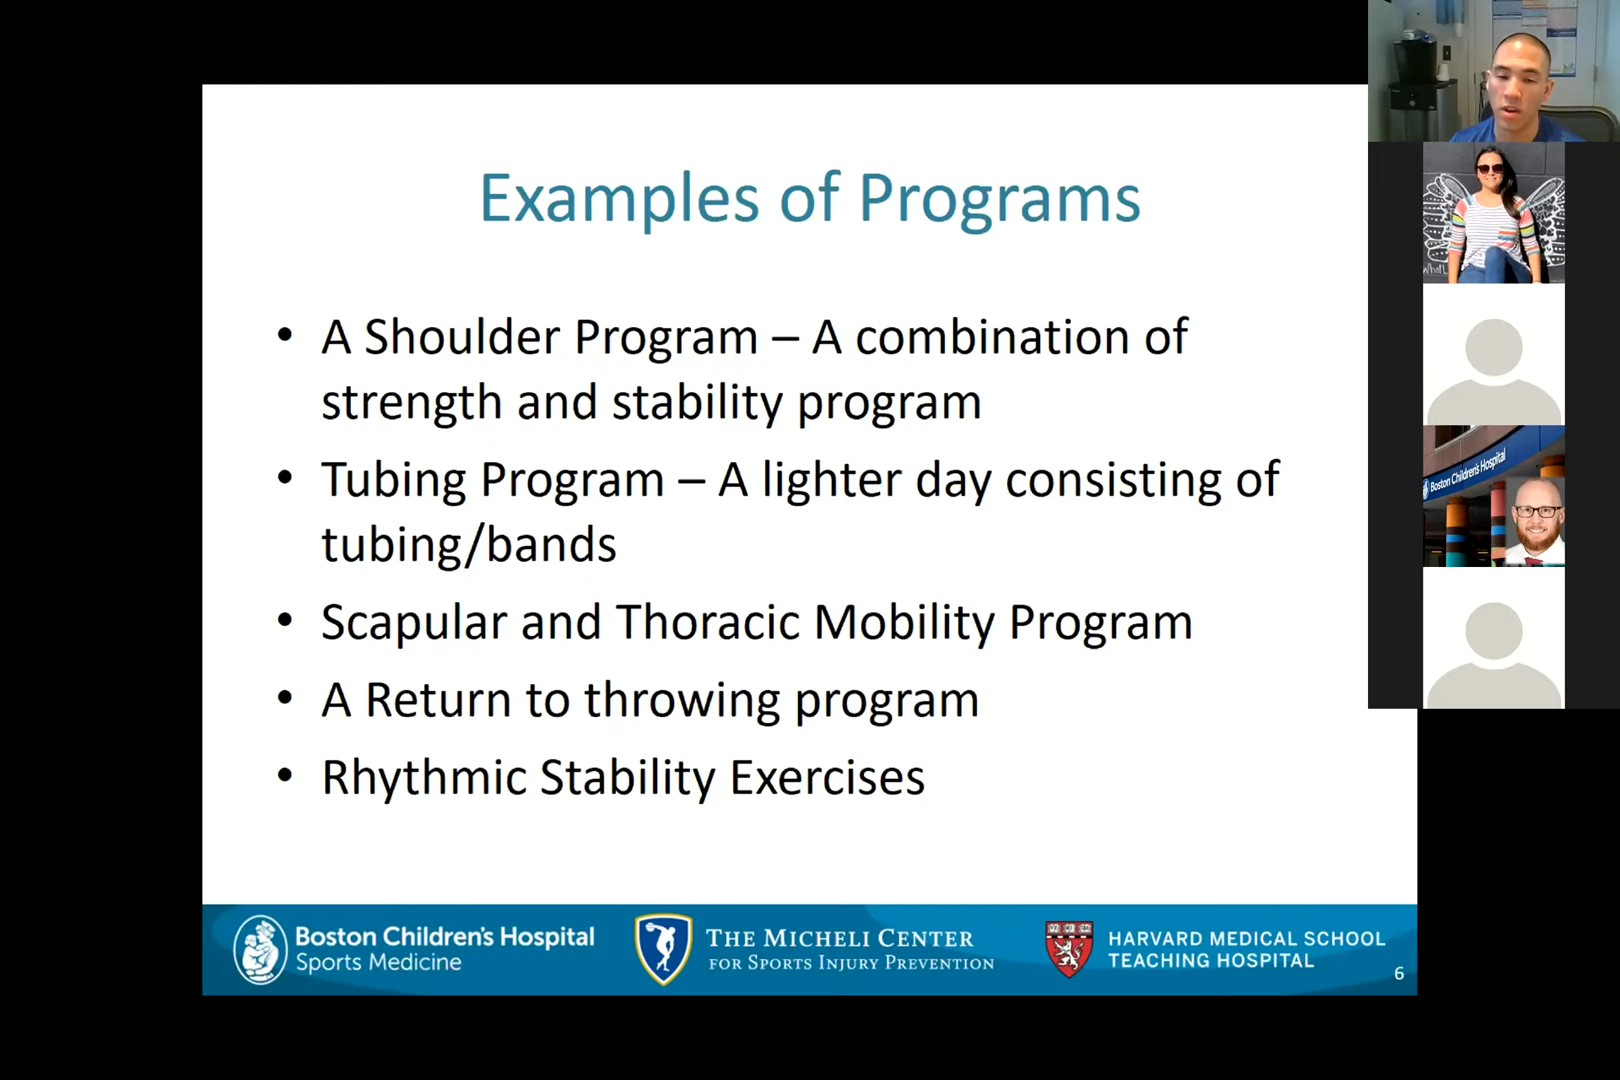 Examples of Programs
• A Shoulder Program – A combination of
strength and stability program
• Tubing Program – A lighter day consisting of
tubing/bands
• Scapular and Thoracic Mobility Program
• A Return to throwing program
• Rhythmic Stability Exercises
Boston Children's Hospital
Sports Medicine
THE MICHELI CENTER
FOR SPORTS INJURY PREVENTION
HARVARD MEDICAL SCHOOL
TEACHING HOSPITAL
6
Boston Children's Hospital